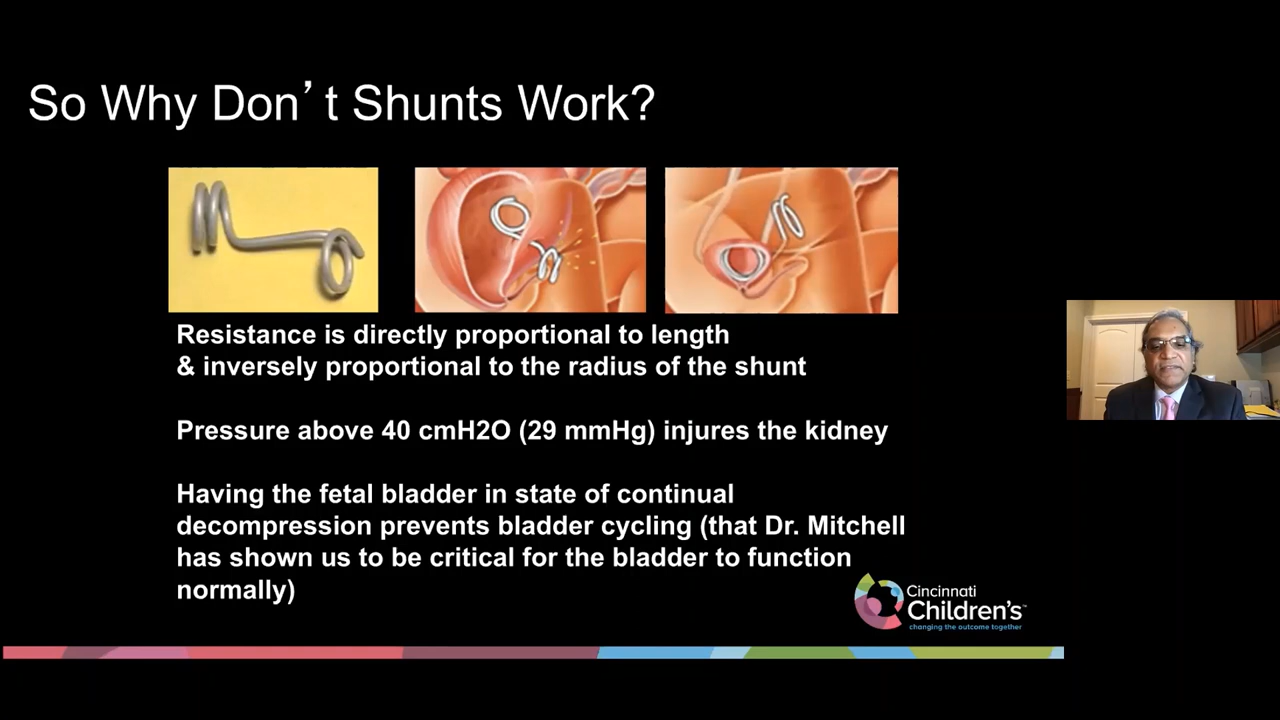 So Why Don’t Shunts Work?
Resistance is directly proportional to length
& inversely proportional to the radius of the shunt
Pressure above 40 cmH2O (29 mmHg) injures the kidney
Having the fetal bladder in state of continual
decompression prevents bladder cycling (that Dr. Mitchell
has shown us to be critical for the bladder to function
normally)
Cincinnati
Children's™
changing the outcome together